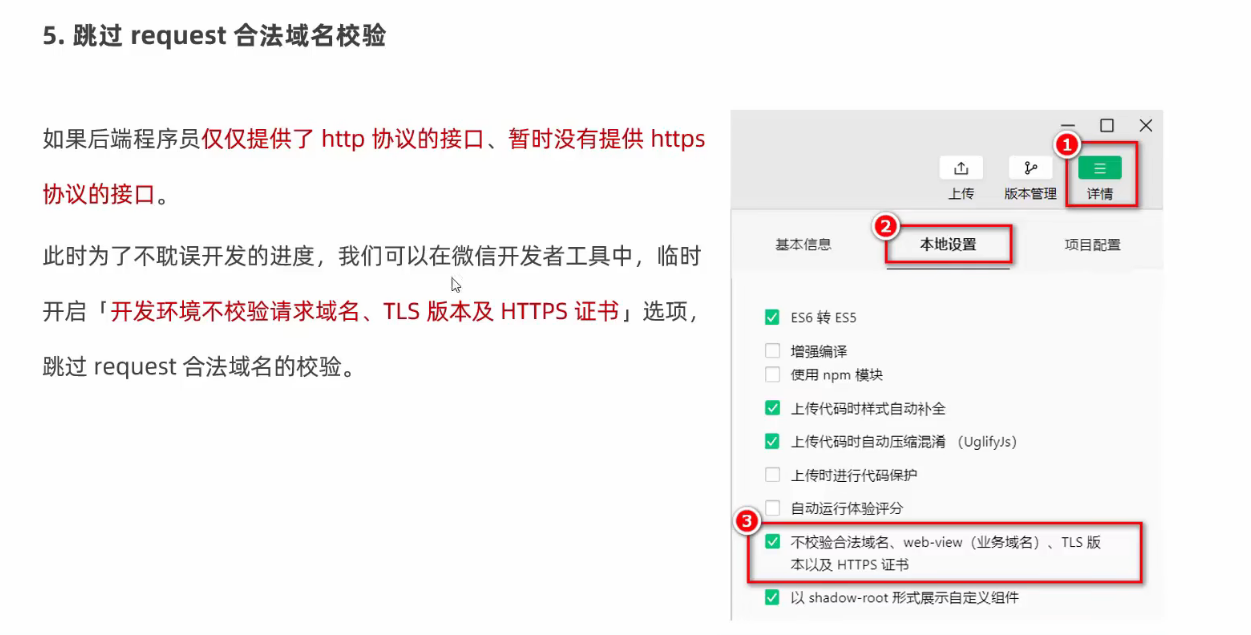 5. 跳过 request 合法域名校验
如果后端程序员仅仅提供了 http 协议的接口、暂时没有提供 https
协议的接口。
此时为了不耽误开发的进度，我们可以在微信开发者工具中，临时
开启「开发环境不校验请求域名、TLS 版本及 HTTPS 证书」选项，
跳过 request 合法域名的校验。
1
上传 版本管理 详情
2
基本信息 本地设置 项目配置
ES6 转 ES5
增强编译
使用 npm 模块
上传代码时样式自动补全
上传代码时自动压缩混淆 （UglifyJs）
上传时进行代码保护
自动运行体验评分
3
不校验合法域名、web-view（业务域名）、TLS 版
本以及 HTTPS 证书
以 shadow-root 形式展示自定义组件